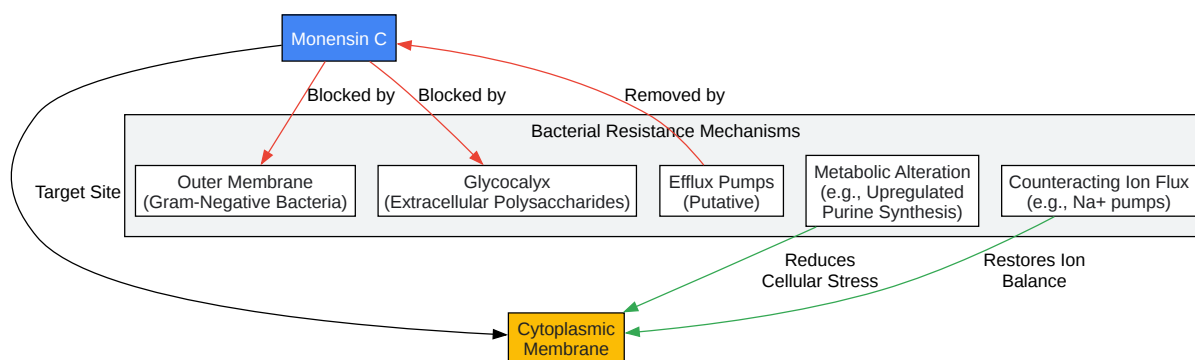 Monensin C
Blocked by
Blocked by
Removed by
Bacterial Resistance Mechanisms
Target Site
Outer Membrane
(Gram-Negative Bacteria)
Glycocalyx
(Extracellular Polysaccharides)
Efflux Pumps
(Putative)
Metabolic Alteration
(e.g., Upregulated
Purine Synthesis)
Counteracting Ion Flux
(e.g., Na+ pumps)
Reduces
Cellular Stress
Restores Ion
Balance
Cytoplasmic
Membrane